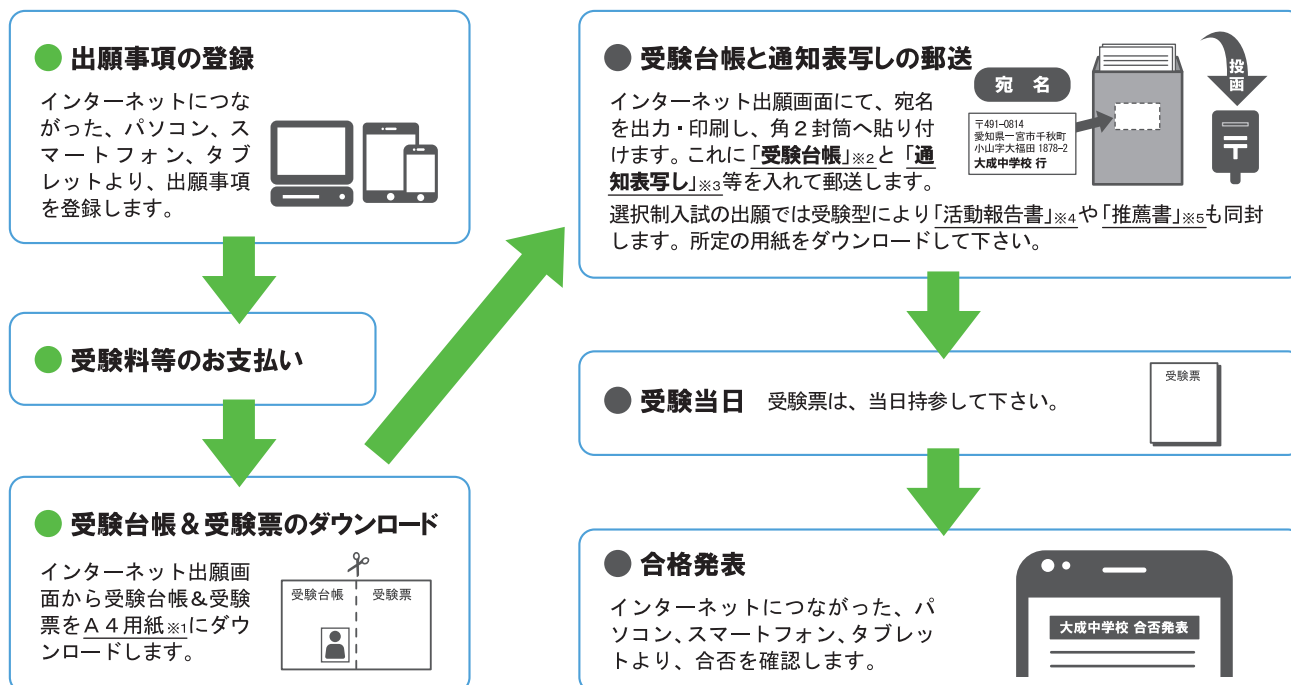 ● 出願事項の登録
インターネットにつな
がった、パソコン、ス
マートフォン、タブ
レットより、出願事項
を登録します。
● 受験料等のお支払い
● 受験台帳&受験票のダウンロード
インターネット出願画
面から受験台帳&受験
票をA4用紙※1にダウ
ンロードします。
受験台帳
受験票
● 受験台帳と通知表写しの郵送
インターネット出願画面にて、宛名
を出力・印刷し、角2封筒へ貼り付
けます。これに「受験台帳」※2と「通
知表写し」※3等を入れて郵送します。
選択制入試の出願では受験型により「活動報告書」※4や「推薦書」※5も同封
します。所定の用紙をダウンロードして下さい。
宛 名
〒491-0814
愛知県一宮市千秋町
小山字大福田 1878-2
大成中学校 行
投函
〒
● 受験当日 受験票は、当日持参して下さい。
受験票
● 合格発表
インターネットにつながった、パ
ソコン、スマートフォン、タブレッ
トより、合否を確認します。
大成中学校 合否発表